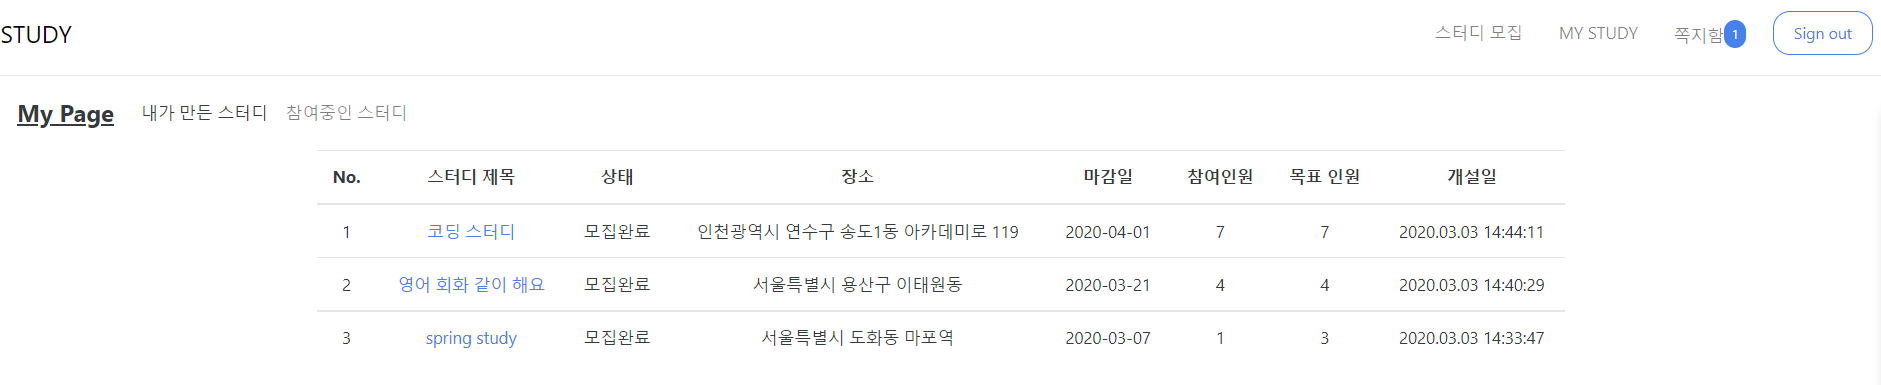 STUDY 스터디 모집 MY STUDY 쪽지함 1 Sign out
My Page 내가 만든 스터디 참여중인 스터디
No. 스터디 제목 상태 장소 마감일 참여인원 목표 인원 개설일
1 코딩 스터디 모집완료 인천광역시 연수구 송도1동 아카데미로 119 2020-04-01 7 7 2020.03.03 14:44:11
2 영어 회화 같이 해요 모집완료 서울특별시 용산구 이태원동 2020-03-21 4 4 2020.03.03 14:40:29
3 spring study 모집완료 서울특별시 도화동 마포역 2020-03-07 1 3 2020.03.03 14:33:47